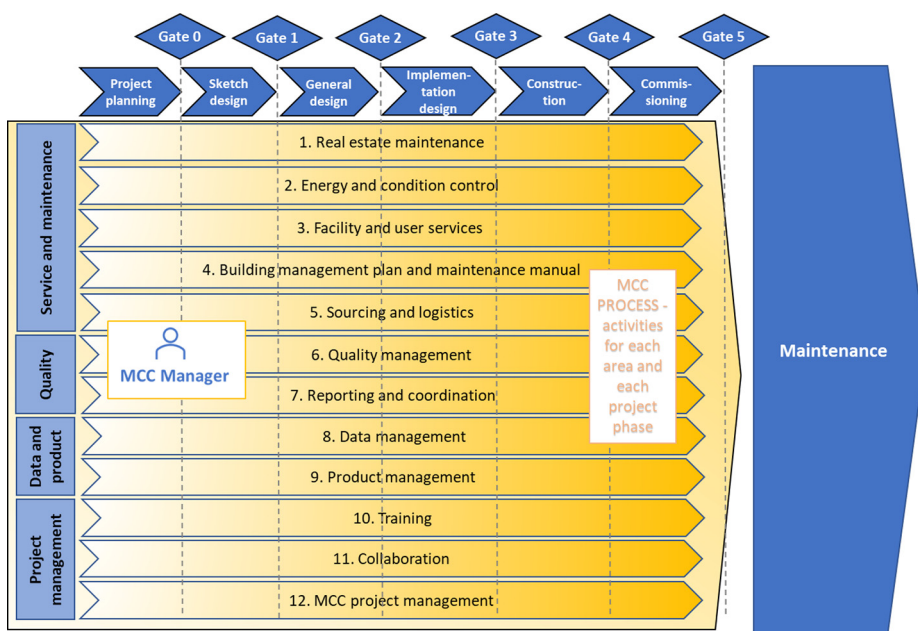 Gate 0
Gate 1
Gate 2
Gate 3
Gate 4
Gate 5
Project
planning
Sketch
design
General
design
Implemen-
tation
design
Construc-
tion
Commis-
sioning
Service and maintenance
1. Real estate maintenance
2. Energy and condition control
3. Facility and user services
4. Building management plan and maintenance manual
5. Sourcing and logistics
Quality
6. Quality management
7. Reporting and coordination
Data and
product
8. Data management
9. Product management
Project
management
10. Training
11. Collaboration
12. MCC project management
MCC Manager
MCC
PROCESS -
activities
for each
area and
each
project
phase
Maintenance